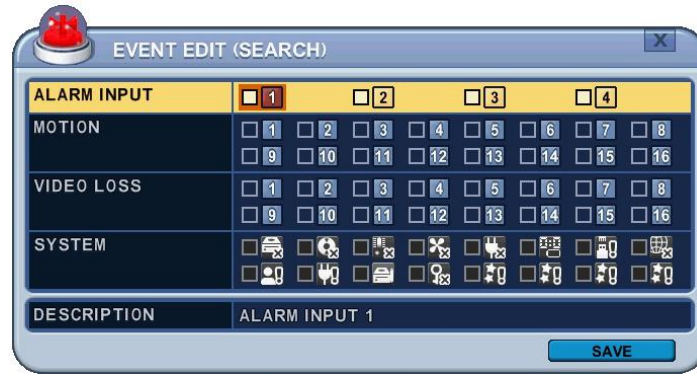 EVENT EDIT (SEARCH)
X
ALARM INPUT 1 2 3 4
MOTION 1 2 3 4 5 6 7 8
9 10 11 12 13 14 15 16
VIDEO LOSS 1 2 3 4 5 6 7 8
9 10 11 12 13 14 15 16
SYSTEM
DESCRIPTION ALARM INPUT 1
SAVE